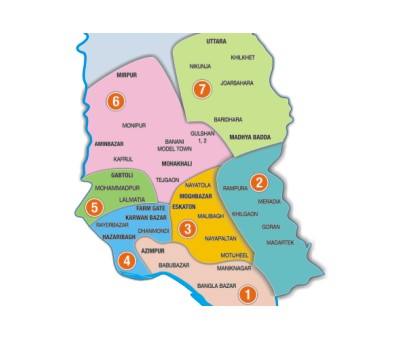 UTTARA
KHILKHET
NIKUNJA
MIRPUR
JOARSAHARA
7
6
BARIDHARA
MONIPUR
GULSHAN
1, 2
MADHYA BADDA
BANANI
MODEL TOWN
AMINBAZAR
KAFRUL
MOHAKHALI
GABTOLI
TEJGAON
NAYATOLA
2
MOHAMMADPUR
RAMPURA
MOGHBAZAR
LALMATIA
MERADIA
5
FARM GATE
ESKATON
KARWAN BAZAR
MALIBAGH
KHILGAON
RAYERBAZAR
GORAN
DHANMONDI
3
HAZARIBAGH
NAYAPALTAN
MADARTEK
AZIMPUR
4
MOTIJHEEL
BABUBAZAR
MANIKNAGAR
BANGLA BAZAR
1